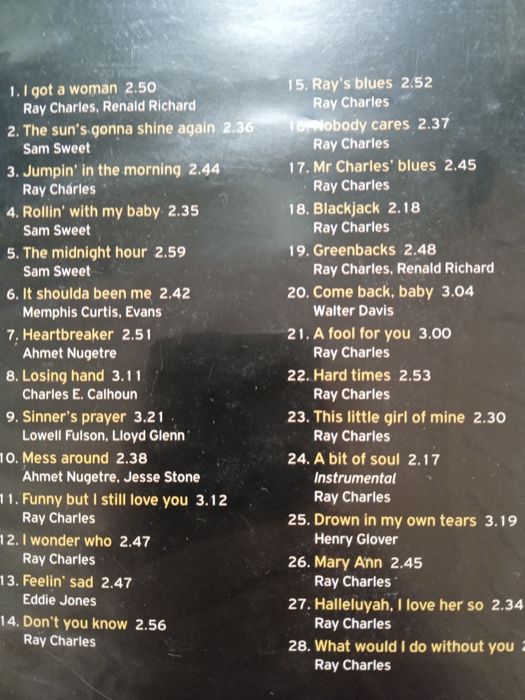 1. I got a woman 2.50
Ray Charles, Renald Richard
2. The sun's gonna shine again 2.36
Sam Sweet
3. Jumpin' in the morning 2.44
Ray Charles
4. Rollin' with my baby 2.35
Sam Sweet
5. The midnight hour 2.59
Sam Sweet
6. It shoulda been me 2.42
Memphis Curtis, Evans
7. Heartbreaker 2.51
Ahmet Nugetre
8. Losing hand 3.11
Charles E. Calhoun
9. Sinner's prayer 3.21
Lowell Fulson, Lloyd Glenn
10. Mess around 2.38
Ahmet Nugetre, Jesse Stone
11. Funny but I still love you 3.12
Ray Charles
12. I wonder who 2.47
Ray Charles
13. Feelin' sad 2.47
Eddie Jones
14. Don't you know 2.56
Ray Charles
15. Ray's blues 2.52
Ray Charles
16. Nobody cares 2.37
Ray Charles
17. Mr Charles' blues 2.45
Ray Charles
18. Blackjack 2.18
Ray Charles
19. Greenbacks 2.48
Ray Charles, Renald Richard
20. Come back, baby 3.04
Walter Davis
21. A fool for you 3.00
Ray Charles
22. Hard times 2.53
Ray Charles
23. This little girl of mine 2.30
Ray Charles
24. A bit of soul 2.17
Instrumental
Ray Charles
25. Drown in my own tears 3.19
Henry Glover
26. Mary Ann 2.45
Ray Charles
27. Halleluyah, I love her so 2.34
Ray Charles
28. What would I do without you
Ray Charles